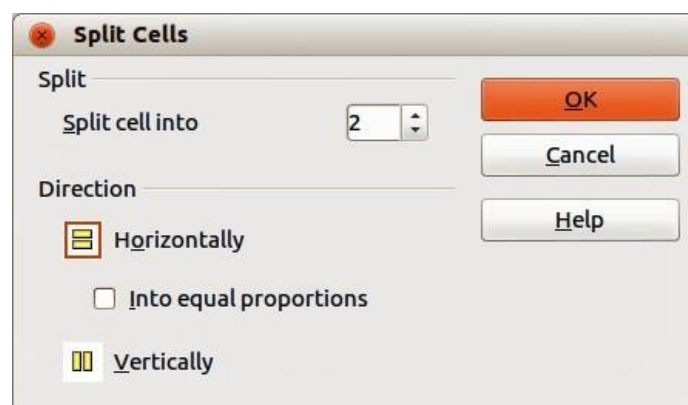 Split Cells
Split
Split cell into 2
OK
Cancel
Direction
Help
Horizontally
Into equal proportions
Vertically